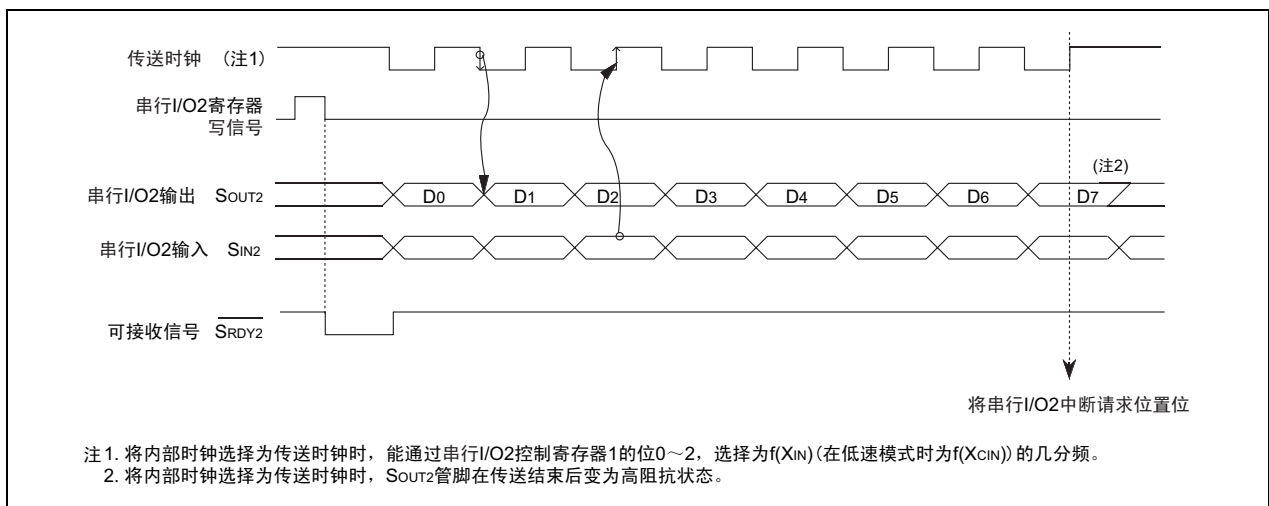 传送时钟 (注1)
串行I/O2寄存器
写信号
(注2)
串行I/O2输出 SOUT2 D0 D1 D2 D3 D4 D5 D6 D7
串行I/O2输入 SIN2
可接收信号 SRDY2
将串行I/O2中断请求位置位
注1. 将内部时钟选择为传送时钟时，能通过串行I/O2控制寄存器1的位0～2，选择为f(XIN)(在低速模式时为f(XCIN))的几分频。
2. 将内部时钟选择为传送时钟时，SOUT2管脚在传送结束后变为高阻抗状态。